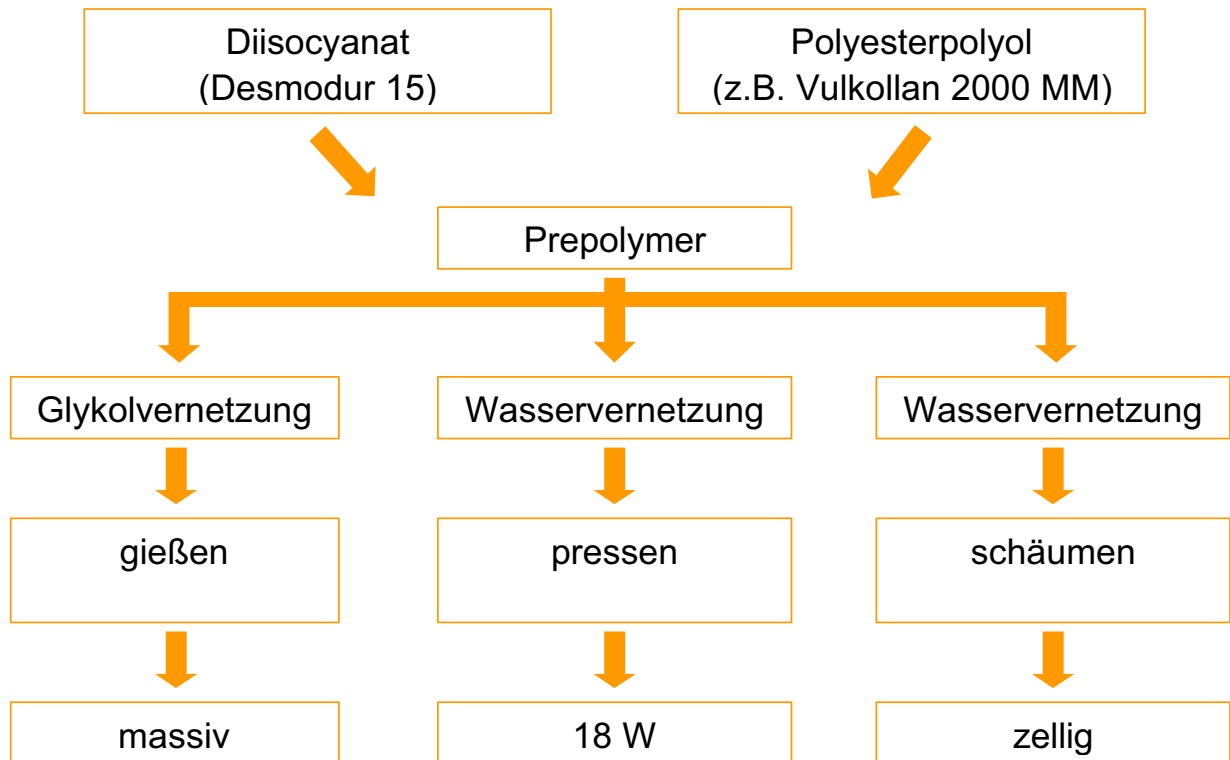 Diisocyanat
(Desmodur 15)
Polyesterpolyol
(z.B. Vulkollan 2000 MM)
Prepolymer
Glykolvernetzung
Wasservernetzung
Wasservernetzung
gießen
pressen
schäumen
massiv
18 W
zellig